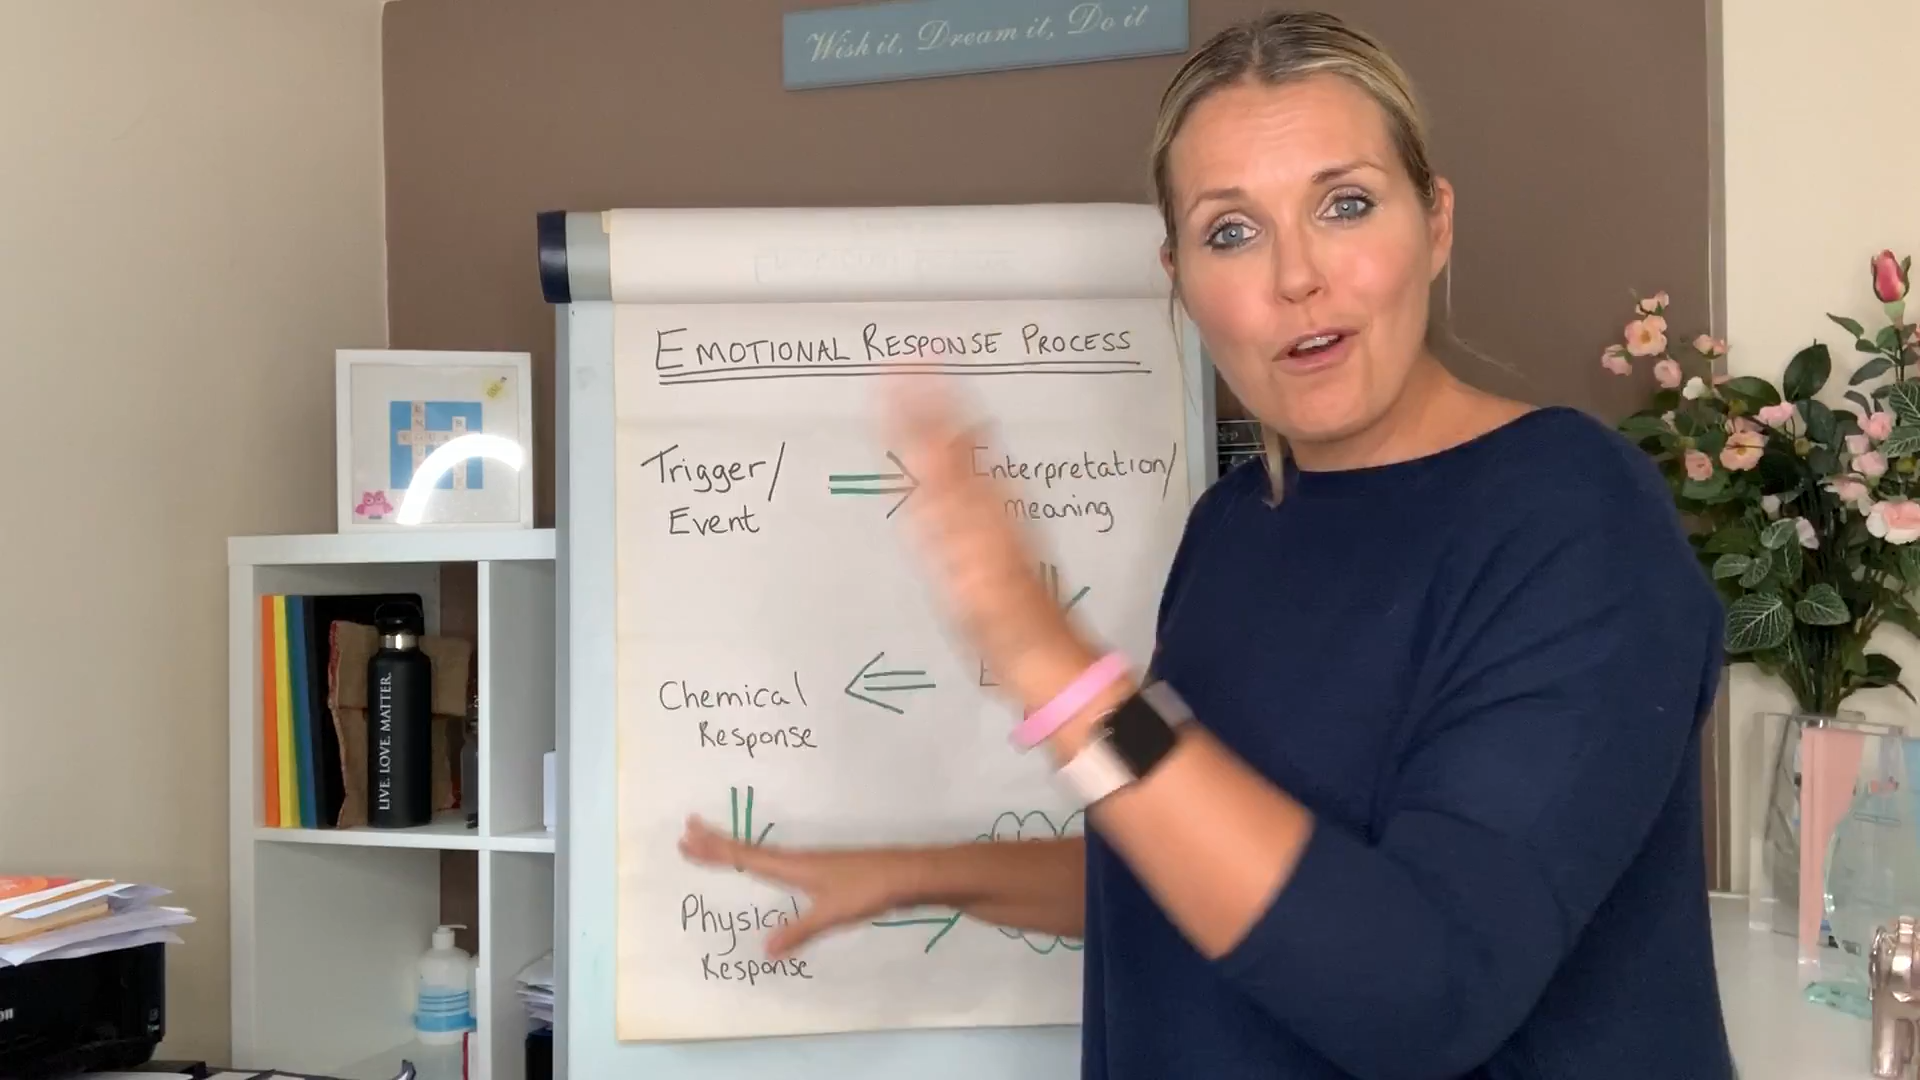 Wish it, Dream it, Do it
EMOTIONAL RESPONSE PROCESS
Trigger/
Event
Interpretation/
meaning
Chemical
Response
Physical
Response
LIVE. LOVE. MATTER.